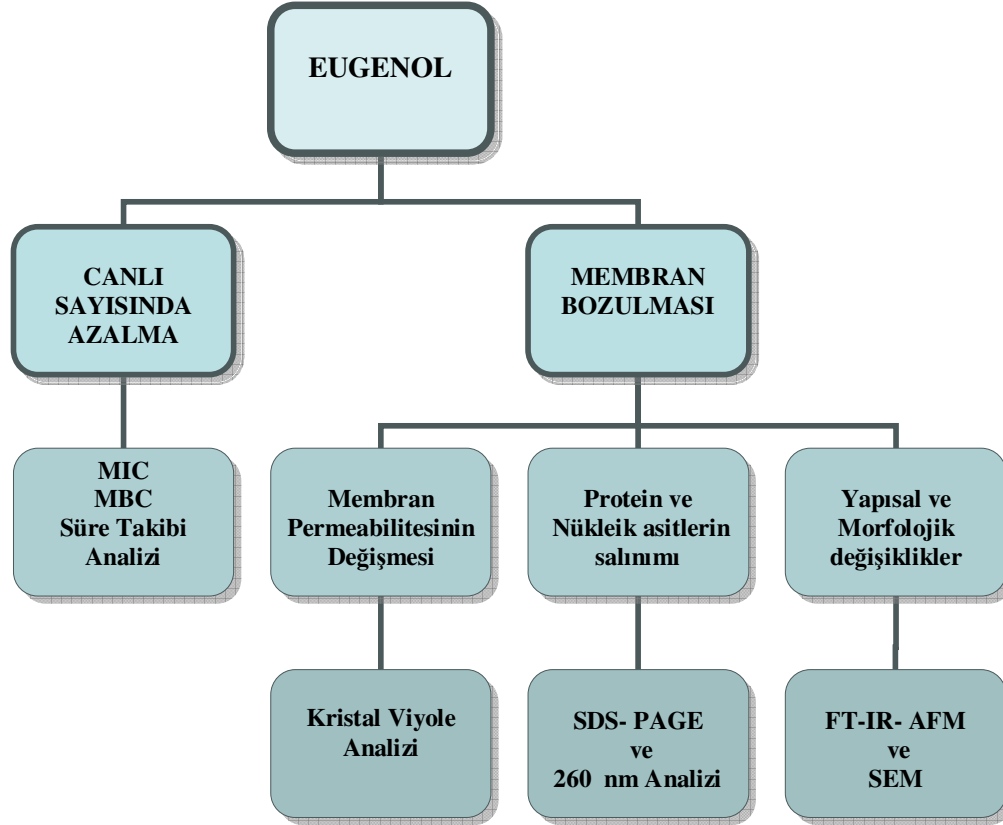 EUGENOL
CANLI
SAYISINDA
AZALMA
MEMBRAN
BOZULMASI
MIC
MBC
Süre Takibi
Analizi
Membran
Permeabilitesinin
Değişmesi
Protein ve
Nükleik asitlerin
salınımı
Yapısal ve
Morfolojik
değişiklikler
Kristal Viyole
Analizi
SDS- PAGE
ve
260 nm Analizi
FT-IR- AFM
ve
SEM